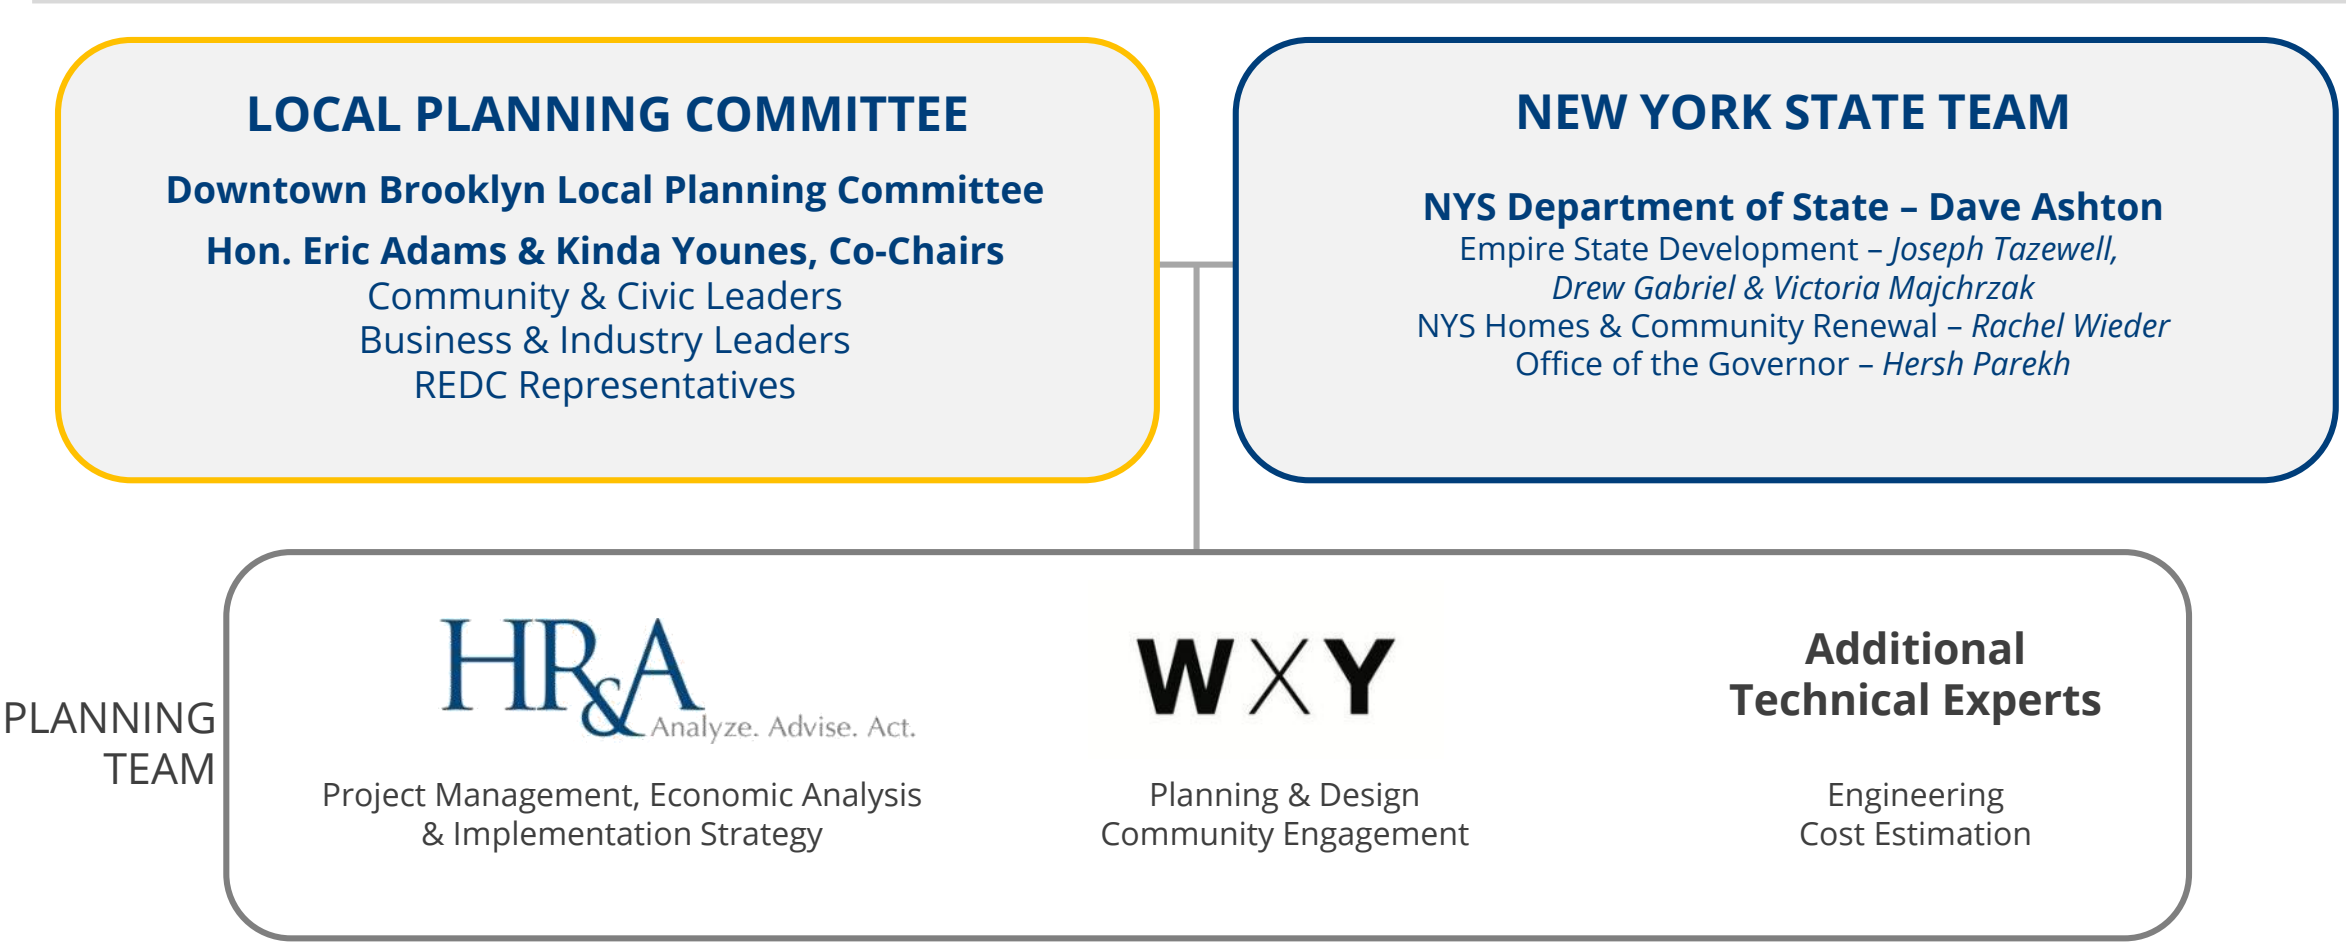 LOCAL PLANNING COMMITTEE
Downtown Brooklyn Local Planning Committee
Hon. Eric Adams & Kinda Younes, Co-Chairs
Community & Civic Leaders
Business & Industry Leaders
REDC Representatives
NEW YORK STATE TEAM
NYS Department of State – Dave Ashton
Empire State Development – Joseph Tazewell,
Drew Gabriel & Victoria Majchrzak
NYS Homes & Community Renewal – Rachel Wieder
Office of the Governor – Hersh Parekh
PLANNING
TEAM
HR&A
Analyze. Advise. Act.
Project Management, Economic Analysis
& Implementation Strategy
WXY
Planning & Design
Community Engagement
Additional
Technical Experts
Engineering
Cost Estimation